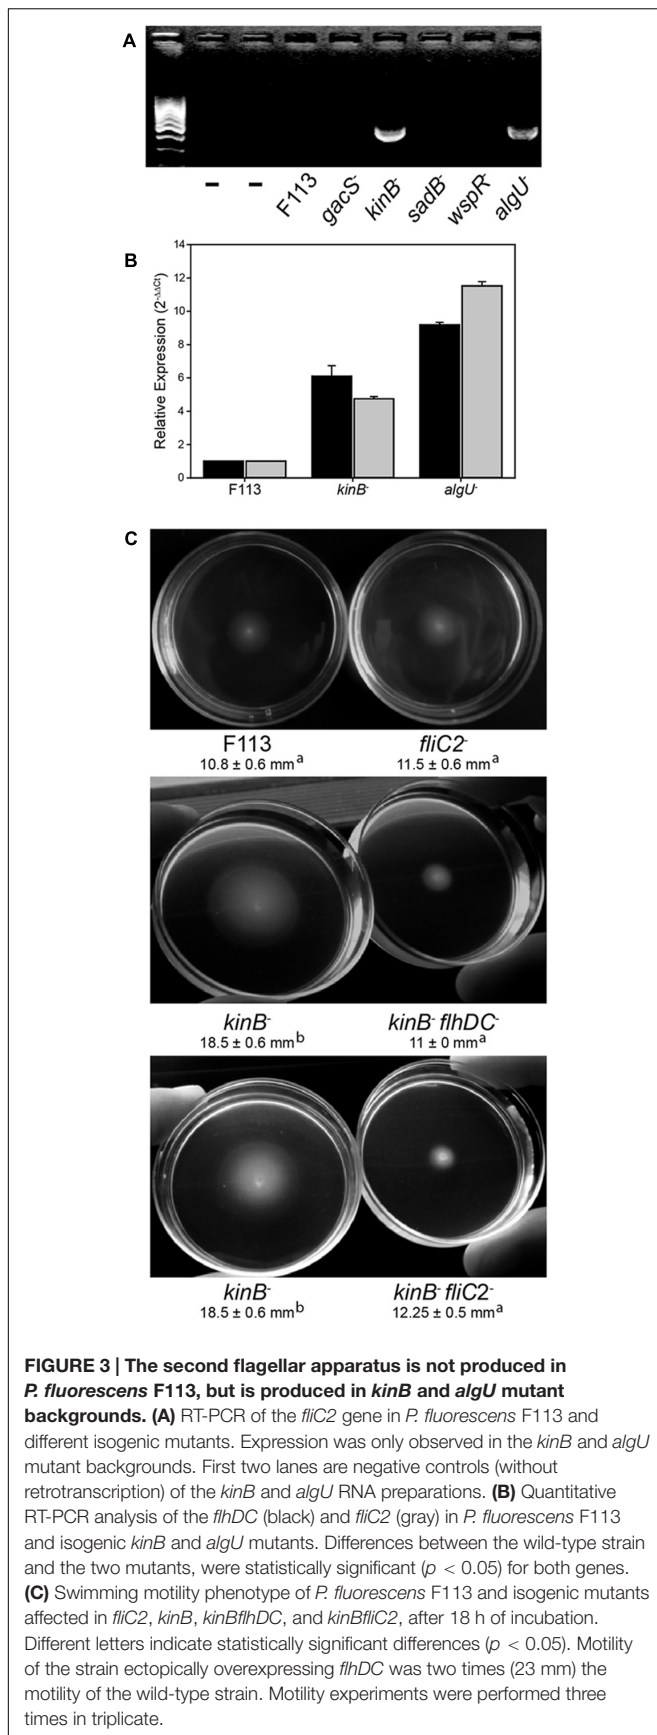 A
– – F113 gacS- kinB- sadB- wspR- algU-
B
Relative Expression (2-ΔΔCt)
14
12
10
8
6
4
2
0
F113 kinB- algU-
C
F113 fliC2-
10.8 ± 0.6 mm a 11.5 ± 0.6 mm a
kinB- kinB- flhDC-
18.5 ± 0.6 mm b 11 ± 0 mm a
kinB- kinB- fliC2-
18.5 ± 0.6 mm b 12.25 ± 0.5 mm a
FIGURE 3 | The second flagellar apparatus is not produced in
P. fluorescens F113, but is produced in kinB and algU mutant
backgrounds. (A) RT-PCR of the fliC2 gene in P. fluorescens F113 and
different isogenic mutants. Expression was only observed in the kinB and algU
mutant backgrounds. First two lanes are negative controls (without
retrotranscription) of the kinB and algU RNA preparations. (B) Quantitative
RT-PCR analysis of the flhDC (black) and fliC2 (gray) in P. fluorescens F113
and isogenic kinB and algU mutants. Differences between the wild-type strain
and the two mutants, were statistically significant (p < 0.05) for both genes.
(C) Swimming motility phenotype of P. fluorescens F113 and isogenic mutants
affected in fliC2, kinB, kinBflhDC, and kinBfliC2, after 18 h of incubation.
Different letters indicate statistically significant differences (p < 0.05). Motility
of the strain ectopically overexpressing flhDC was two times (23 mm) the
motility of the wild-type strain. Motility experiments were performed three
times in triplicate.